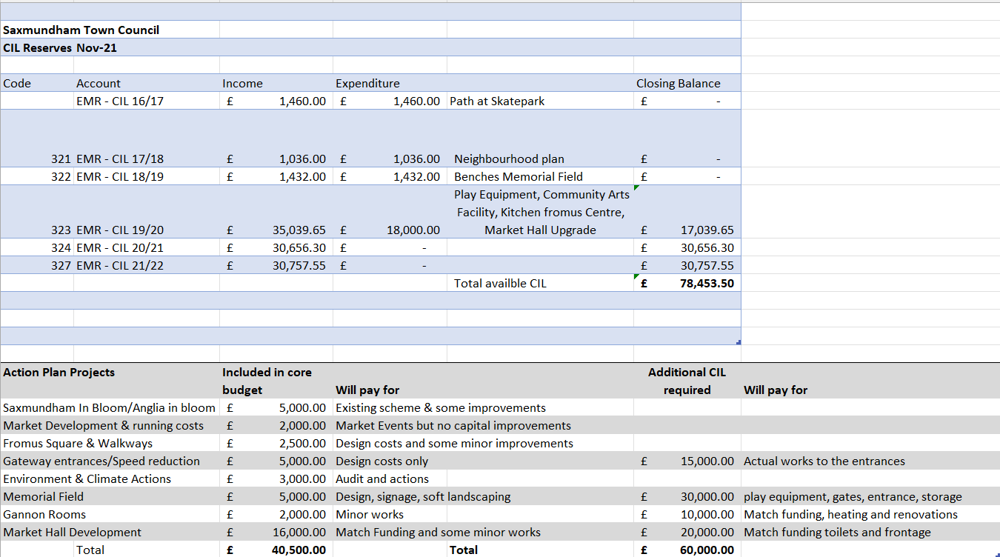 Saxmundham Town Council
CIL Reserves Nov-21
Code Account Income Expenditure Closing Balance
EMR - CIL 16/17 £ 1,460.00 £ 1,460.00 Path at Skatepark £ -
321 EMR - CIL 17/18 £ 1,036.00 £ 1,036.00 Neighbourhood plan £ -
322 EMR - CIL 18/19 £ 1,432.00 £ 1,432.00 Benches Memorial Field £ -
Play Equipment, Community Arts
Facility, Kitchen fromus Centre,
323 EMR - CIL 19/20 £ 35,039.65 £ 18,000.00 Market Hall Upgrade £ 17,039.65
324 EMR - CIL 20/21 £ 30,656.30 £ - £ 30,656.30
327 EMR - CIL 21/22 £ 30,757.55 £ - £ 30,757.55
Total availble CIL £ 78,453.50
Action Plan Projects Included in core Additional CIL
budget Will pay for required Will pay for
Saxmundham In Bloom/Anglia in bloom £ 5,000.00 Existing scheme & some improvements
Market Development & running costs £ 2,000.00 Market Events but no capital improvements
Fromus Square & Walkways £ 2,500.00 Design costs and some minor improvements
Gateway entrances/Speed reduction £ 5,000.00 Design costs only £ 15,000.00 Actual works to the entrances
Environment & Climate Actions £ 3,000.00 Audit and actions
Memorial Field £ 5,000.00 Design, signage, soft landscaping £ 30,000.00 play equipment, gates, entrance, storage
Gannon Rooms £ 2,000.00 Minor works £ 10,000.00 Match funding, heating and renovations
Market Hall Development £ 16,000.00 Match Funding and some minor works £ 20,000.00 Match funding toilets and frontage
Total £ 40,500.00 Total £ 60,000.00